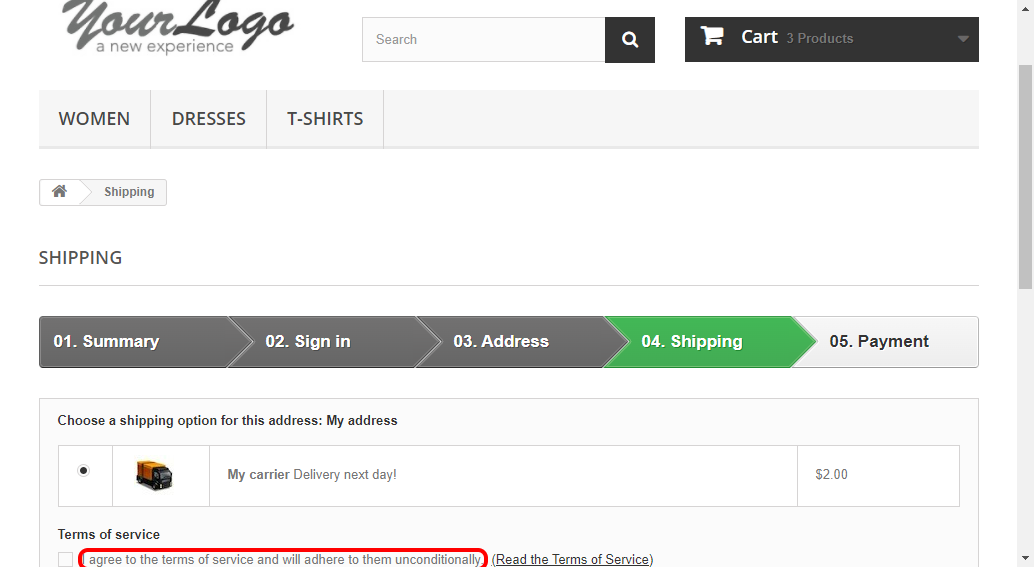 YourLogo
a new experience
Search
Cart 3 Products
WOMEN
DRESSES
T-SHIRTS
Shipping
SHIPPING
01. Summary
02. Sign in
03. Address
04. Shipping
05. Payment
Choose a shipping option for this address: My address
My carrier Delivery next day!
$2.00
Terms of service
I agree to the terms of service and will adhere to them unconditionally. (Read the Terms of Service)